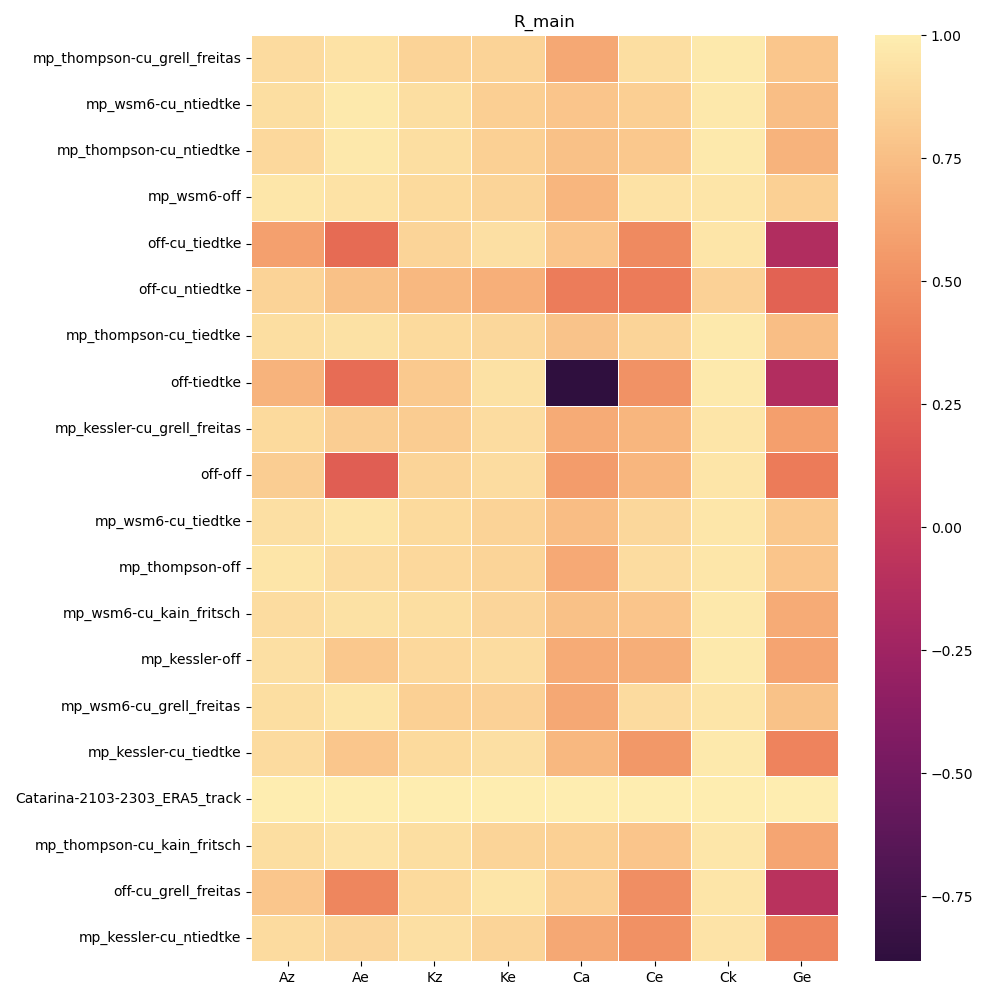 R_main
mp_thompson-cu_grell_freitas
mp_wsm6-cu_ntiedtke
mp_thompson-cu_ntiedtke
mp_wsm6-off
off-cu_tiedtke
off-cu_ntiedtke
mp_thompson-cu_tiedtke
off-tiedtke
mp_kessler-cu_grell_freitas
off-off
mp_wsm6-cu_tiedtke
mp_thompson-off
mp_wsm6-cu_kain_fritsch
mp_kessler-off
mp_wsm6-cu_grell_freitas
mp_kessler-cu_tiedtke
Catarina-2103-2303_ERA5_track
mp_thompson-cu_kain_fritsch
off-cu_grell_freitas
mp_kessler-cu_ntiedtke
Az Ae Kz Ke Ca Ce Ck Ge
1.00
0.75
0.50
0.25
0.00
−0.25
−0.50
−0.75